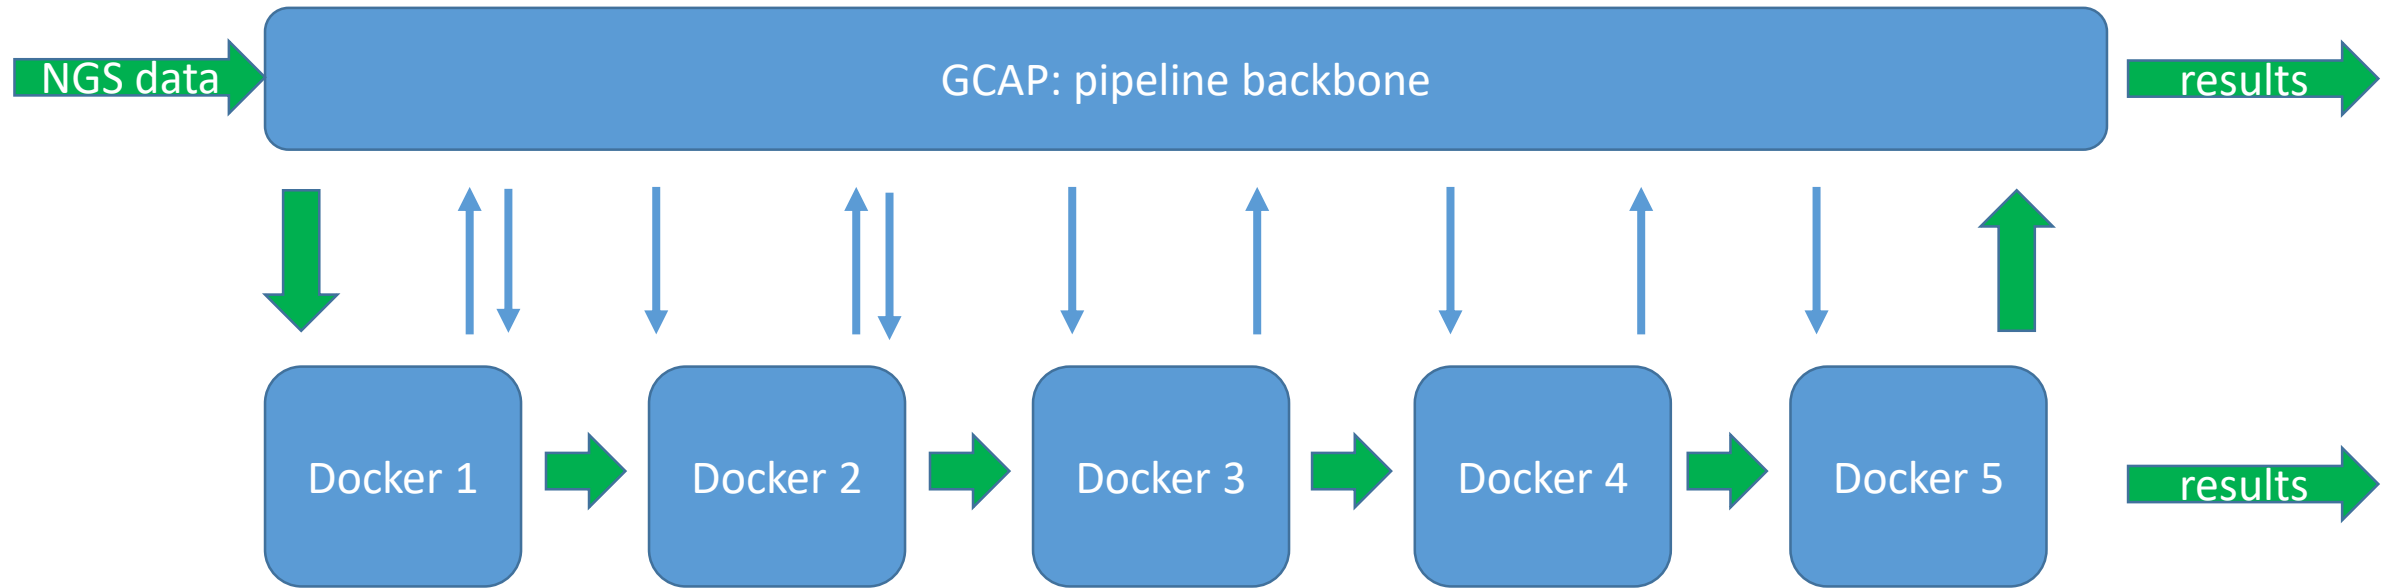 NGS data
GCAP: pipeline backbone
results
Docker 1
Docker 2
Docker 3
Docker 4
Docker 5
results